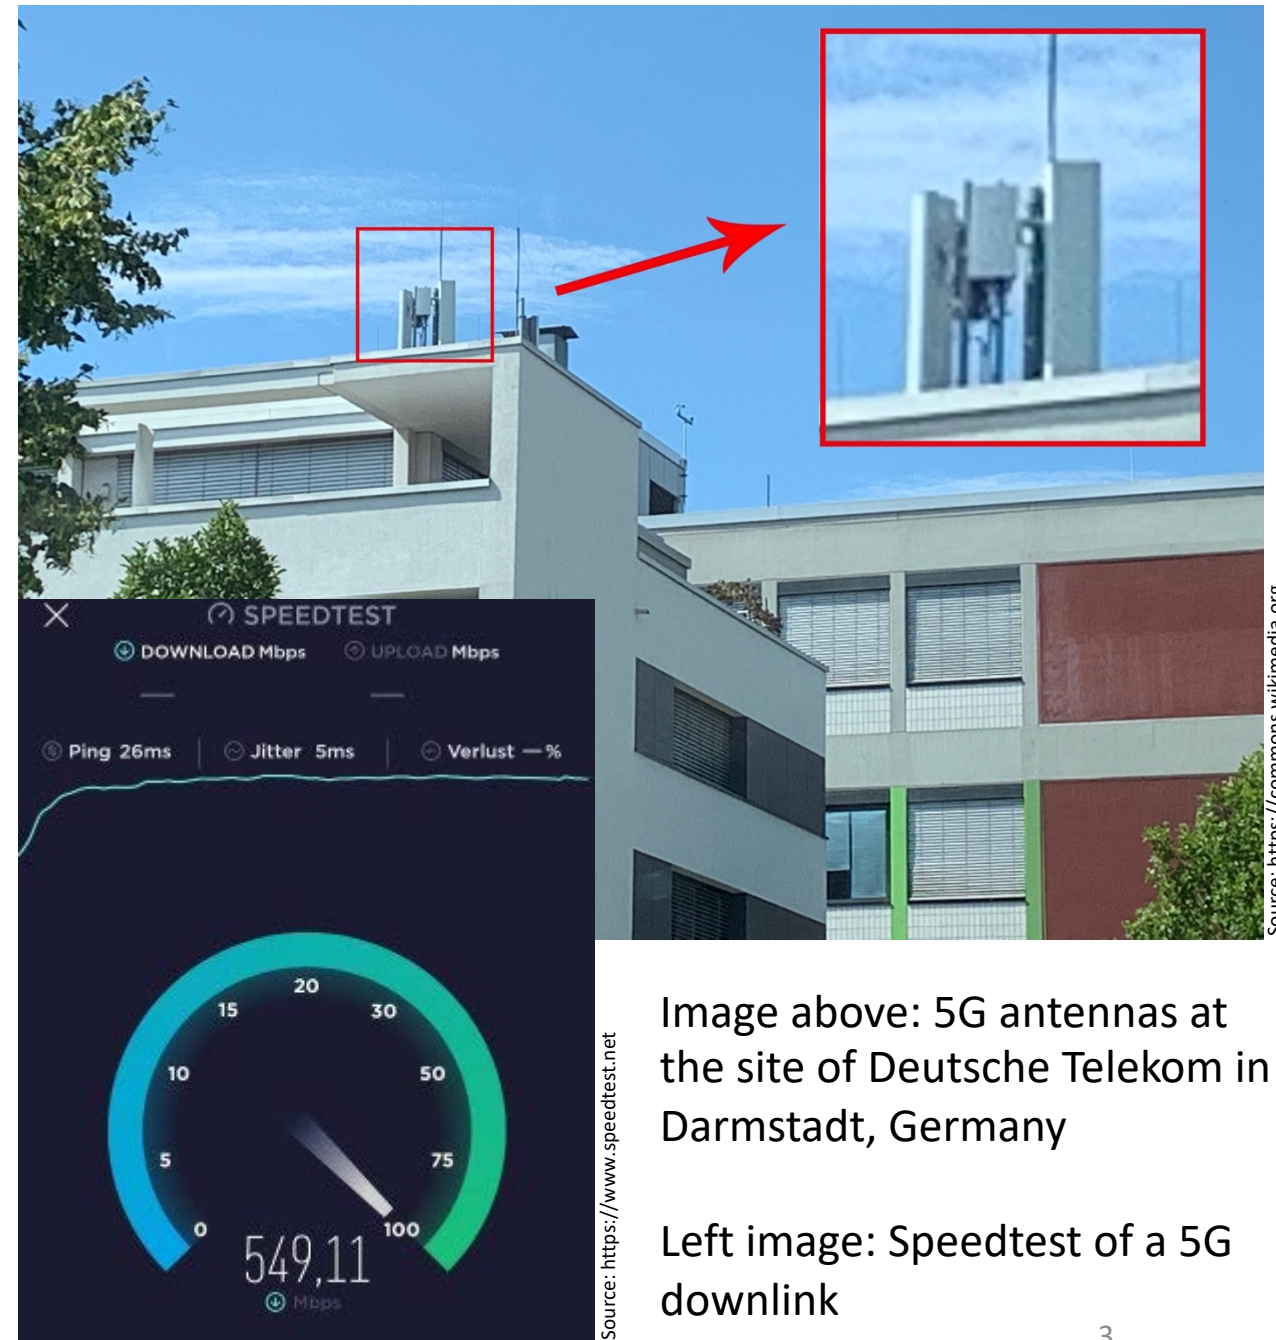 SPEEDTEST
DOWNLOAD Mbps UPLOAD Mbps
— —
Ping 26ms Jitter 5ms Verlust — %
20
15 30
10 50
5 75
0 100
549,11
Mbps
Source: https://www.speedtest.net
Source: https://commons.wikimedia.org
Image above: 5G antennas at
the site of Deutsche Telekom in
Darmstadt, Germany
Left image: Speedtest of a 5G
downlink
3